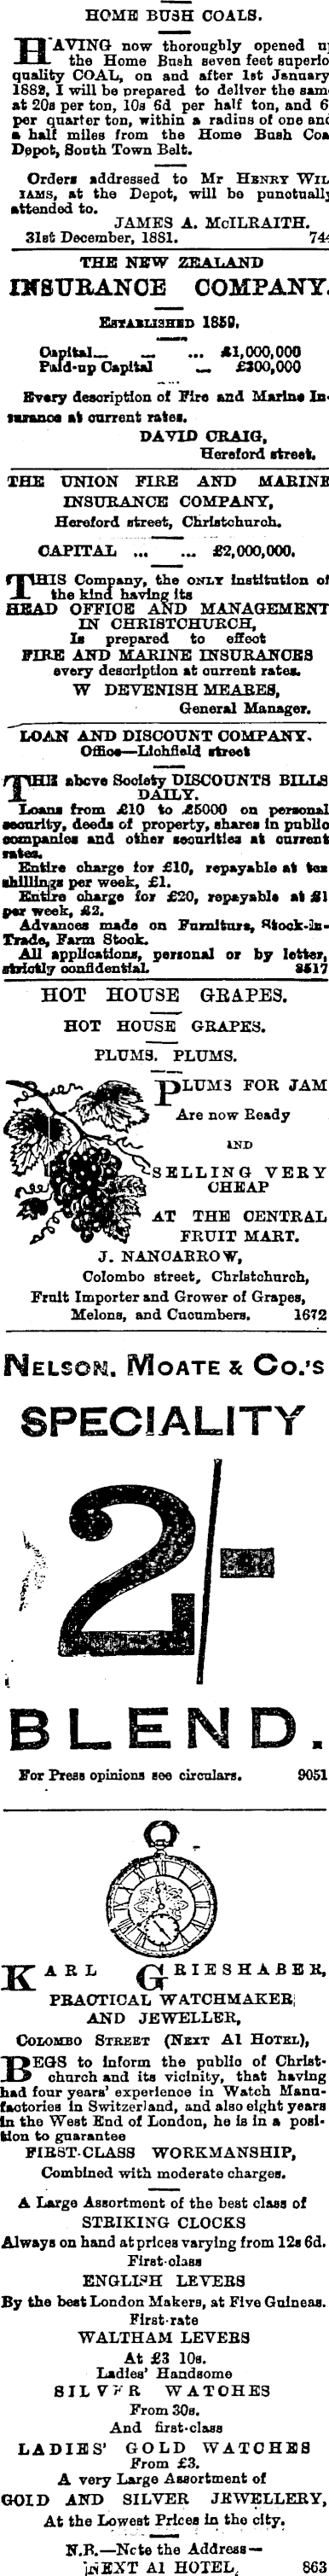 HOME BUSH COALS.
HAVING now thoroughly opened u
the Home Bush seven feet superio
quality COAL, on and after 1st January
1882, I will be prepared to deliver the sam
at 20s per ton, 10s 6d per half ton, and 6
per quarter ton, within a radius of one and
a half miles from the Home Bush Coa
Depot, South Town Belt.
Orders addressed to Mr HENRY WIL
IAMS, at the Depot, will be punctually
attended to.
JAMES A. McILRAITH.
31st December, 1881. 744
THE NEW ZEALAND
INSURANCE COMPANY.
ESTABLISHED 1859.
Capital... ... ... £1,000,000
Paid-up Capital ... £300,000
Every description of Fire and Marine In-
surance at current rates.
DAVID CRAIG,
Hereford street.
THE UNION FIRE AND MARINE
INSURANCE COMPANY,
Hereford street, Christchurch.
CAPITAL ... ... £2,000,000.
THIS Company, the ONLY institution of
the kind having its
HEAD OFFICE AND MANAGEMENT
IN CHRISTCHURCH,
Is prepared to effect
FIRE AND MARINE INSURANCES
every description at current rates.
W DEVENISH MEARES,
General Manager.
LOAN AND DISCOUNT COMPANY.
Office—Lichfield street
THE above Society DISCOUNTS BILLS
DAILY.
Loans from £10 to £5000 on personal
security, deeds of property, shares in public
companies and other securities at current
rates.
Entire charge for £10, repayable at ten
shillings per week, £1.
Entire charge for £20, repayable at £1
per week, £2.
Advances made on Furniture, Stock-in-
Trade, Farm Stock.
All applications, personal or by letter,
strictly confidential. 8517
HOT HOUSE GRAPES.
HOT HOUSE GRAPES.
PLUMS. PLUMS.
PLUMS FOR JAM
Are now Ready
AND
SELLING VERY
CHEAP
AT THE CENTRAL
FRUIT MART.
J. NANCARROW,
Colombo street, Christchurch,
Fruit Importer and Grower of Grapes,
Melons, and Cucumbers. 1672
NELSON, MOATE & CO.'S
SPECIALITY
2/-
BLEND.
For Press opinions see circulars. 9051
KARL GRIESHABER,
PRACTICAL WATCHMAKER
AND JEWELLER,
COLOMBO STREET (NEXT A1 HOTEL),
BEGS to inform the public of Christ-
church and its vicinity, that having
had four years' experience in Watch Manu-
factories in Switzerland, and also eight years
in the West End of London, he is in a posi-
tion to guarantee
FIRST-CLASS WORKMANSHIP,
Combined with moderate charges.
A Large Assortment of the best class of
STRIKING CLOCKS
Always on hand at prices varying from 12s 6d.
First-class
ENGLISH LEVERS
By the best London Makers, at Five Guineas.
First-rate
WALTHAM LEVERS
At £3 10s.
Ladies' Handsome
SILVER WATCHES
From 30s.
And first-class
LADIES' GOLD WATCHES
From £3.
A very Large Assortment of
GOLD AND SILVER JEWELLERY,
At the Lowest Prices in the city.
N.B.—Note the Address—
NEXT A1 HOTEL. 863